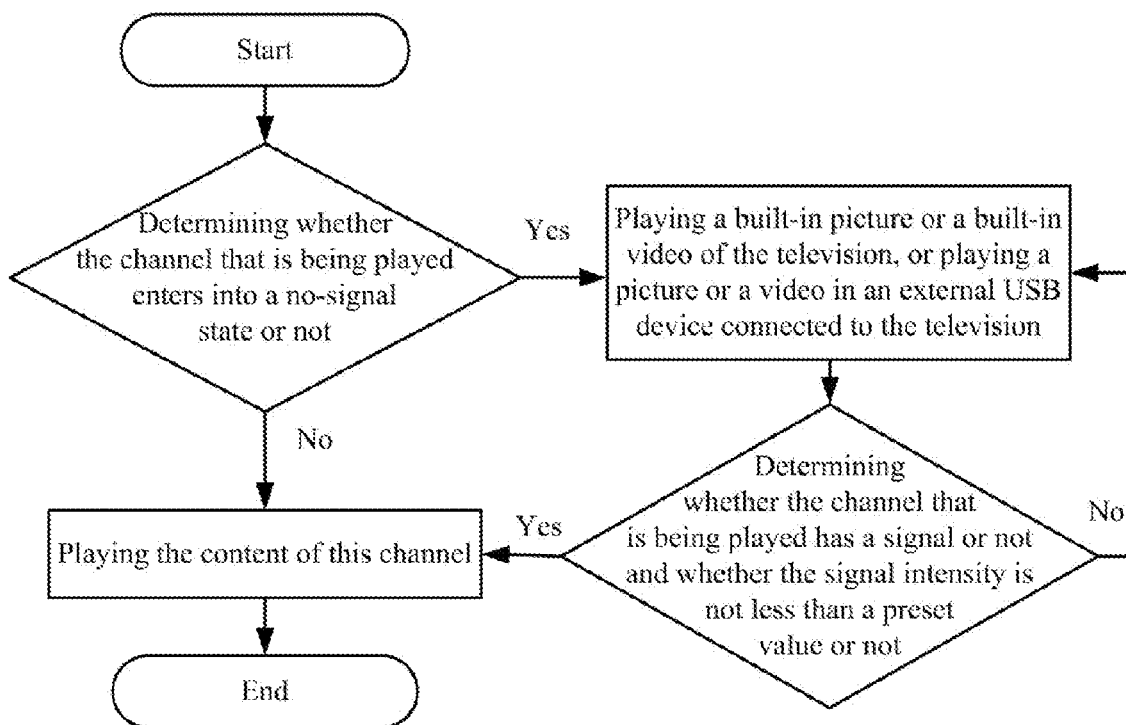 Start
Determining whether
the channel that is being played
enters into a no-signal
state or not
Yes
Playing a built-in picture or a built-in
video of the television, or playing a
picture or a video in an external USB
device connected to the television
No
Determining
whether the channel that
is being played has a signal or not
and whether the signal intensity is
not less than a preset
value or not
No
Yes
Playing the content of this channel
End